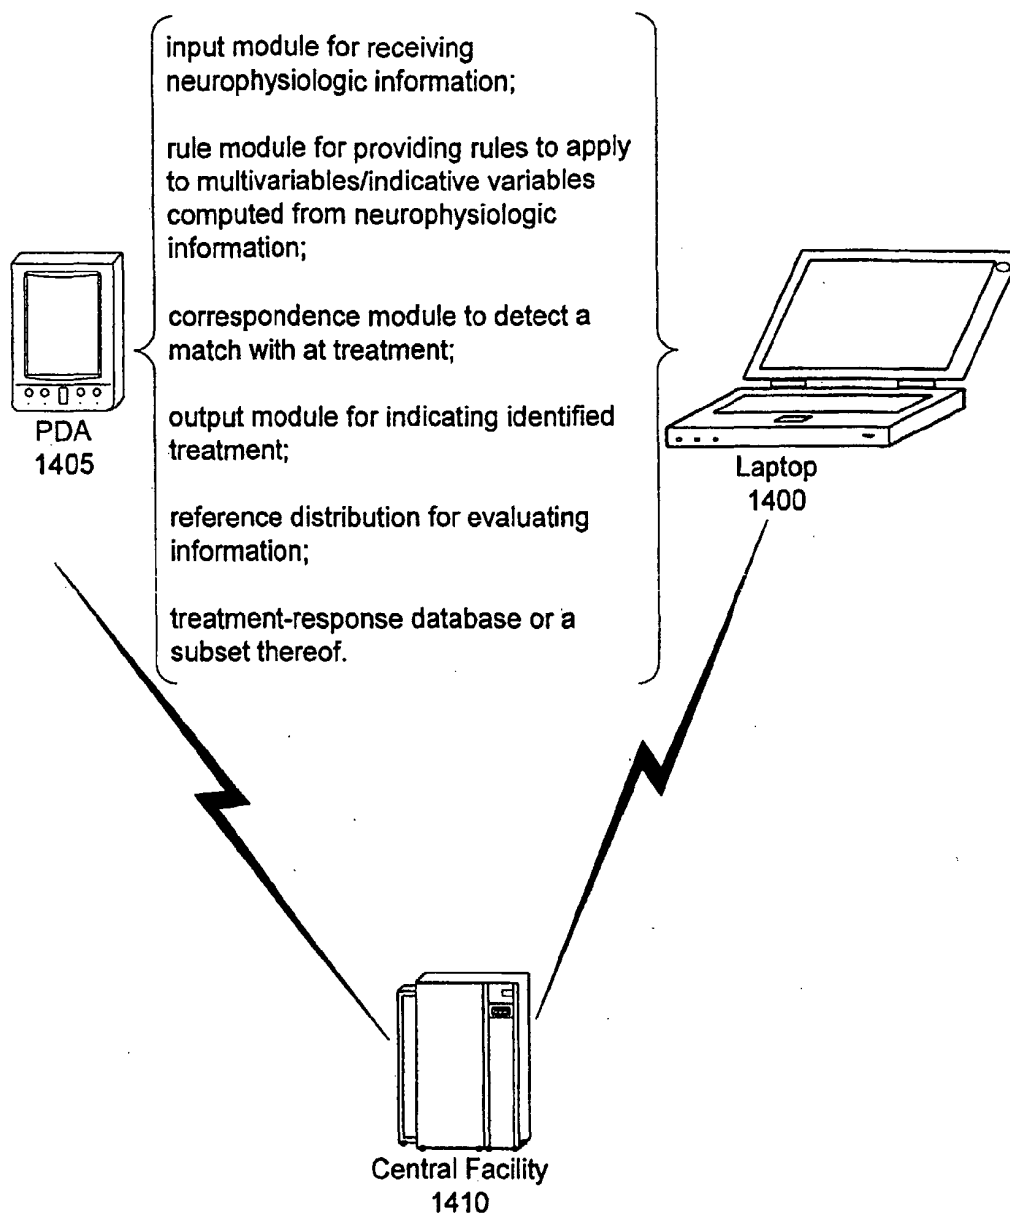 input module for receiving
neurophysiologic information;
rule module for providing rules to apply
to multivariables/indicative variables
computed from neurophysiologic
information;
correspondence module to detect a
match with at treatment;
output module for indicating identified
treatment;
reference distribution for evaluating
information;
treatment-response database or a
subset thereof.
PDA
1405
Laptop
1400
Central Facility
1410